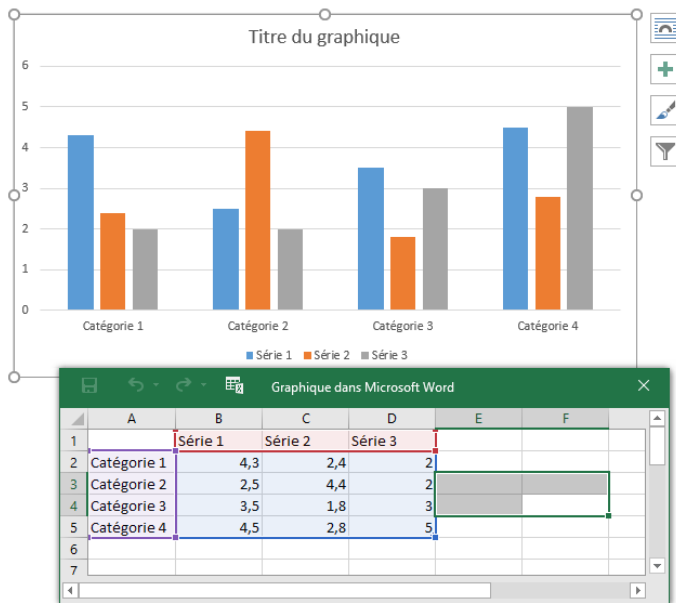 Titre du graphique
6
5
4
3
2
1
0
Catégorie 1 Catégorie 2 Catégorie 3 Catégorie 4
Série 1 Série 2 Série 3
Graphique dans Microsoft Word
A B C D E F
1 Série 1 Série 2 Série 3
2 Catégorie 1 4,3 2,4 2
3 Catégorie 2 2,5 4,4 2
4 Catégorie 3 3,5 1,8 3
5 Catégorie 4 4,5 2,8 5
6
7